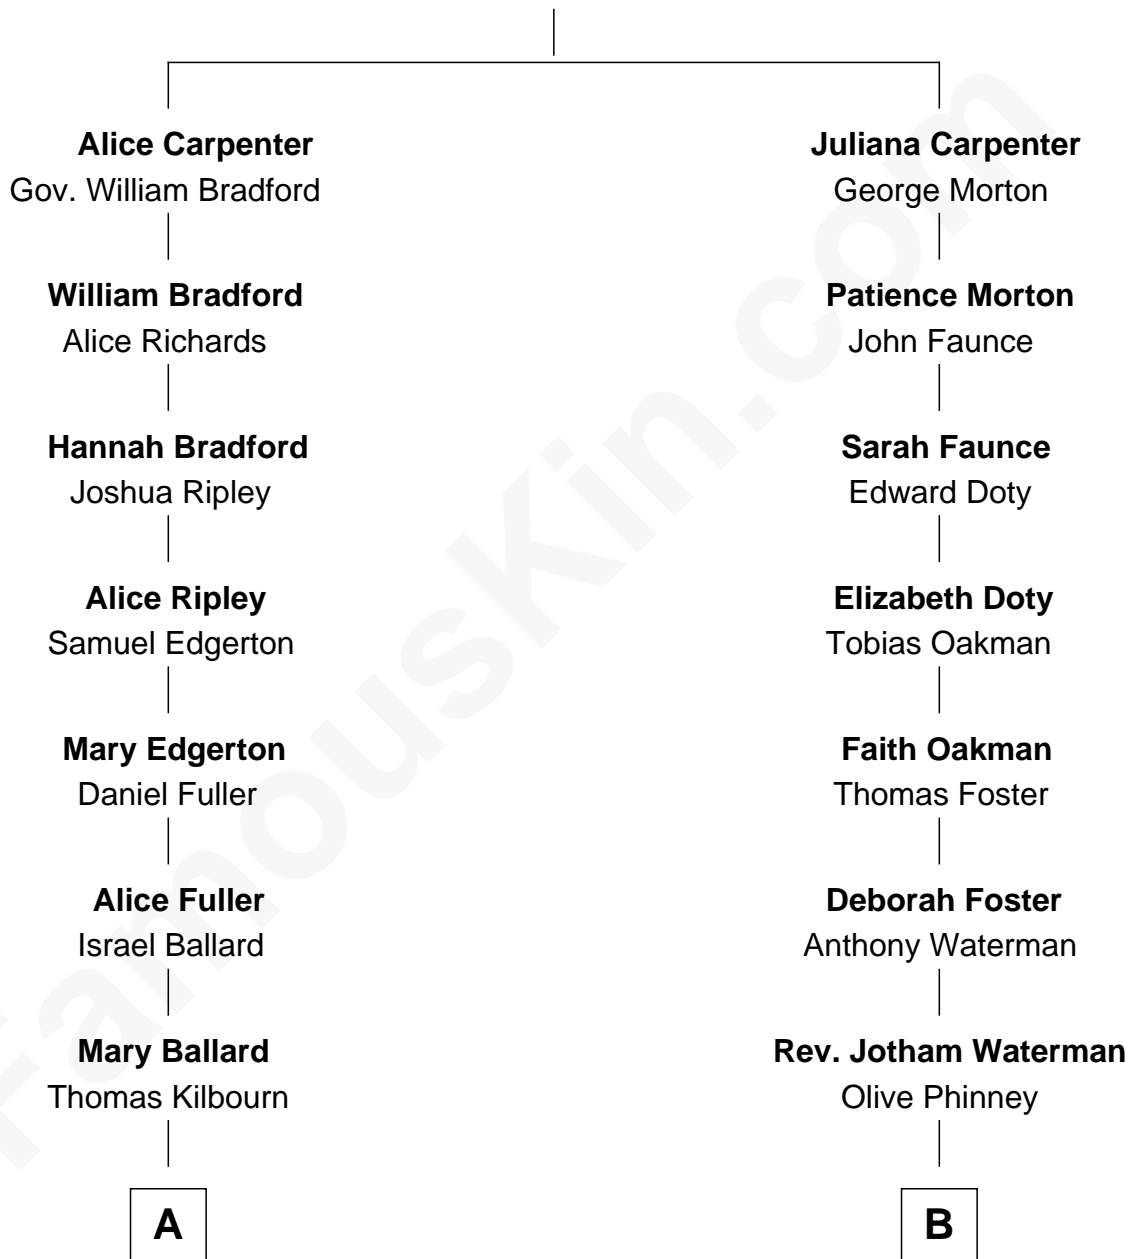 Alice Carpenter
Gov. William Bradford
William Bradford
Alice Richards
Hannah Bradford
Joshua Ripley
Alice Ripley
Samuel Edgerton
Mary Edgerton
Daniel Fuller
Alice Fuller
Israel Ballard
Mary Ballard
Thomas Kilbourn
A
Juliana Carpenter
George Morton
Patience Morton
John Faunce
Sarah Faunce
Edward Doty
Elizabeth Doty
Tobias Oakman
Faith Oakman
Thomas Foster
Deborah Foster
Anthony Waterman
Rev. Jotham Waterman
Olive Phinney
B
FamousKin.com